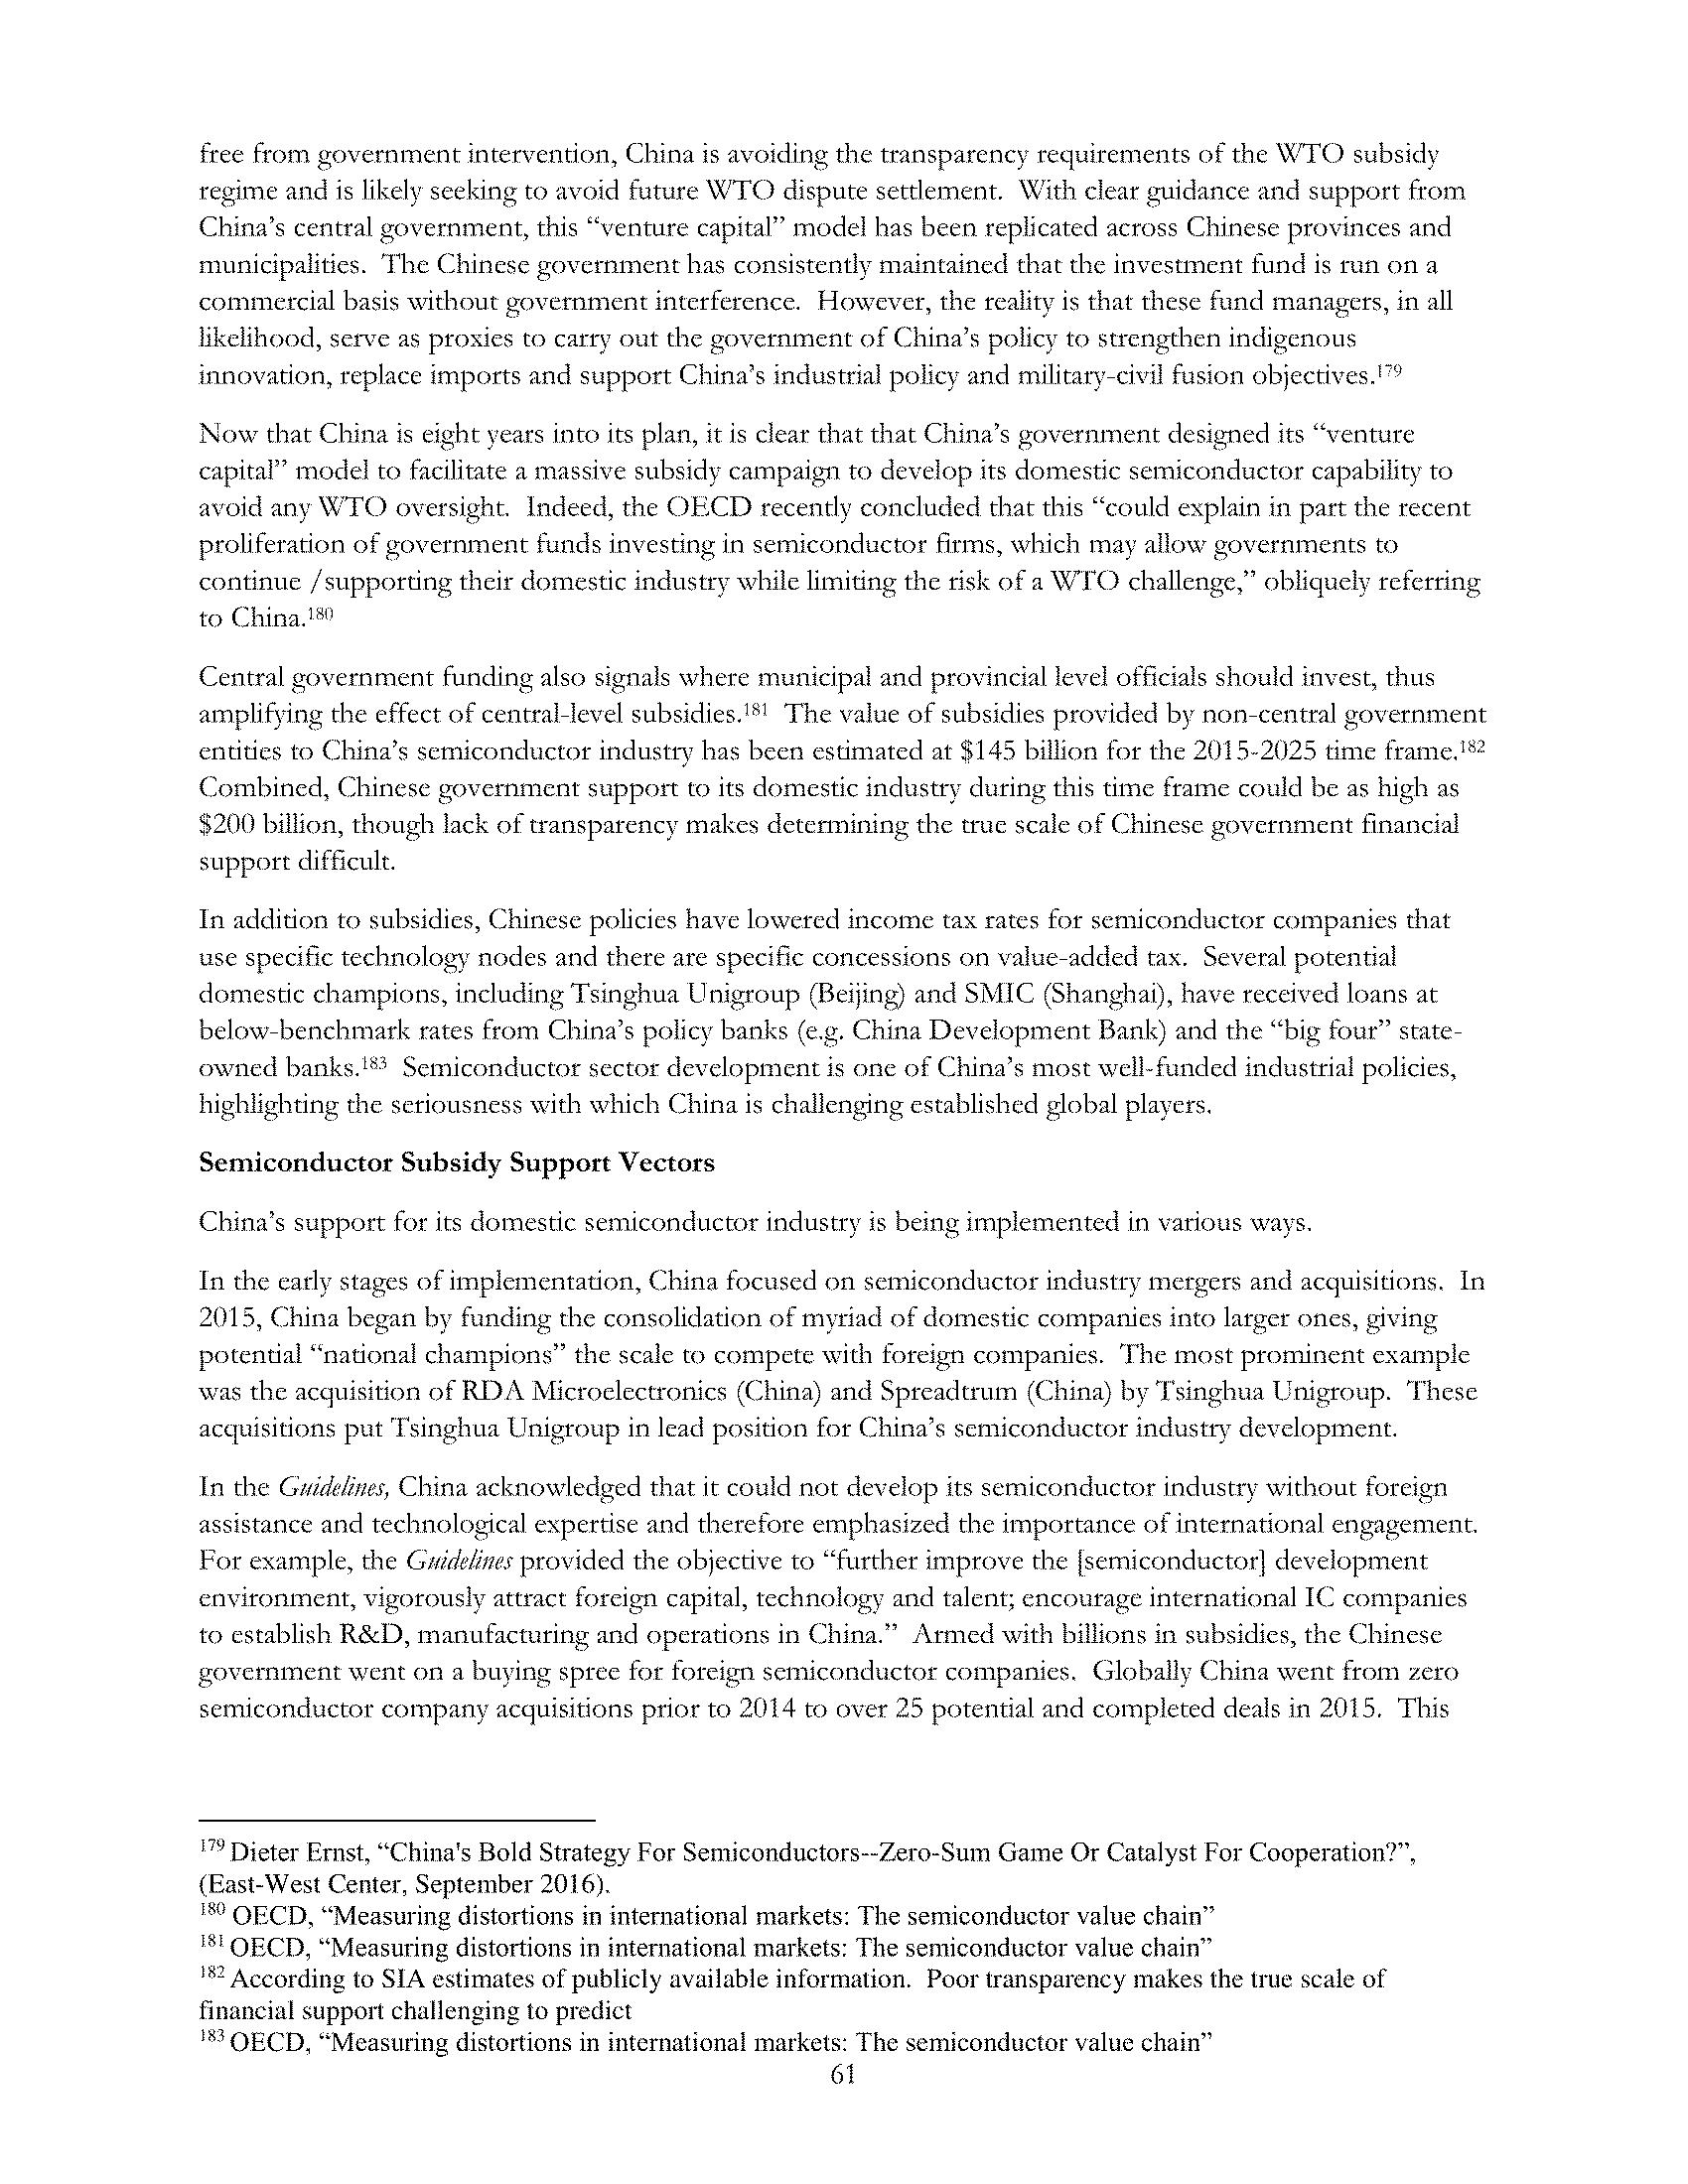 free from government intervention, China is avoiding the transparency requirements of the WTO subsidy
regime and is likely seeking to avoid future WTO dispute settlement.  With clear guidance and support from
China’s central government, this “venture capital” model has been replicated across Chinese provinces and
municipalities.  The Chinese government has consistently maintained that the investment fund is run on a
commercial basis without government interference.  However, the reality is that these fund managers, in all
likelihood, serve as proxies to carry out the government of China’s policy to strengthen indigenous
innovation, replace imports and support China’s industrial policy and military-civil fusion objectives.¹⁷⁹
Now that China is eight years into its plan, it is clear that that China’s government designed its “venture
capital” model to facilitate a massive subsidy campaign to develop its domestic semiconductor capability to
avoid any WTO oversight.  Indeed, the OECD recently concluded that this “could explain in part the recent
proliferation of government funds investing in semiconductor firms, which may allow governments to
continue /supporting their domestic industry while limiting the risk of a WTO challenge,” obliquely referring
to China.¹⁸⁰
Central government funding also signals where municipal and provincial level officials should invest, thus
amplifying the effect of central-level subsidies.¹⁸¹  The value of subsidies provided by non-central government
entities to China’s semiconductor industry has been estimated at $145 billion for the 2015-2025 time frame.¹⁸²
Combined, Chinese government support to its domestic industry during this time frame could be as high as
$200 billion, though lack of transparency makes determining the true scale of Chinese government financial
support difficult.
In addition to subsidies, Chinese policies have lowered income tax rates for semiconductor companies that
use specific technology nodes and there are specific concessions on value-added tax.  Several potential
domestic champions, including Tsinghua Unigroup (Beijing) and SMIC (Shanghai), have received loans at
below-benchmark rates from China’s policy banks (e.g. China Development Bank) and the “big four” state-
owned banks.¹⁸³  Semiconductor sector development is one of China’s most well-funded industrial policies,
highlighting the seriousness with which China is challenging established global players.
Semiconductor Subsidy Support Vectors
China’s support for its domestic semiconductor industry is being implemented in various ways.
In the early stages of implementation, China focused on semiconductor industry mergers and acquisitions.  In
2015, China began by funding the consolidation of myriad of domestic companies into larger ones, giving
potential “national champions” the scale to compete with foreign companies.  The most prominent example
was the acquisition of RDA Microelectronics (China) and Spreadtrum (China) by Tsinghua Unigroup.  These
acquisitions put Tsinghua Unigroup in lead position for China’s semiconductor industry development.
In the Guidelines, China acknowledged that it could not develop its semiconductor industry without foreign
assistance and technological expertise and therefore emphasized the importance of international engagement.
For example, the Guidelines provided the objective to “further improve the [semiconductor] development
environment, vigorously attract foreign capital, technology and talent; encourage international IC companies
to establish R&D, manufacturing and operations in China.”  Armed with billions in subsidies, the Chinese
government went on a buying spree for foreign semiconductor companies.  Globally China went from zero
semiconductor company acquisitions prior to 2014 to over 25 potential and completed deals in 2015.  This
¹⁷⁹ Dieter Ernst, “China's Bold Strategy For Semiconductors--Zero-Sum Game Or Catalyst For Cooperation?”,
(East-West Center, September 2016).
¹⁸⁰ OECD, “Measuring distortions in international markets: The semiconductor value chain”
¹⁸¹ OECD, “Measuring distortions in international markets: The semiconductor value chain”
¹⁸² According to SIA estimates of publicly available information.  Poor transparency makes the true scale of
financial support challenging to predict
¹⁸³ OECD, “Measuring distortions in international markets: The semiconductor value chain”
61